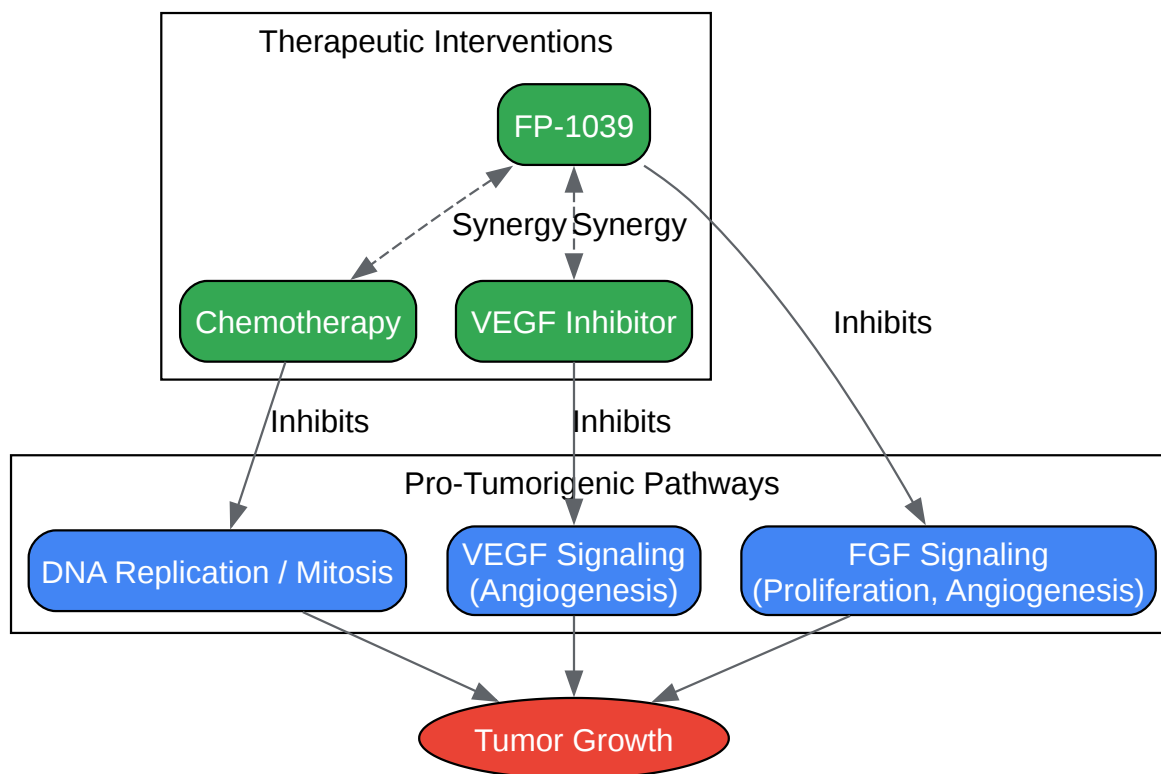 Therapeutic Interventions
FP-1039
Synergy
Synergy
Chemotherapy
VEGF Inhibitor
Inhibits
Inhibits
Inhibits
Pro-Tumorigenic Pathways
DNA Replication / Mitosis
VEGF Signaling
(Angiogenesis)
FGF Signaling
(Proliferation, Angiogenesis)
Tumor Growth